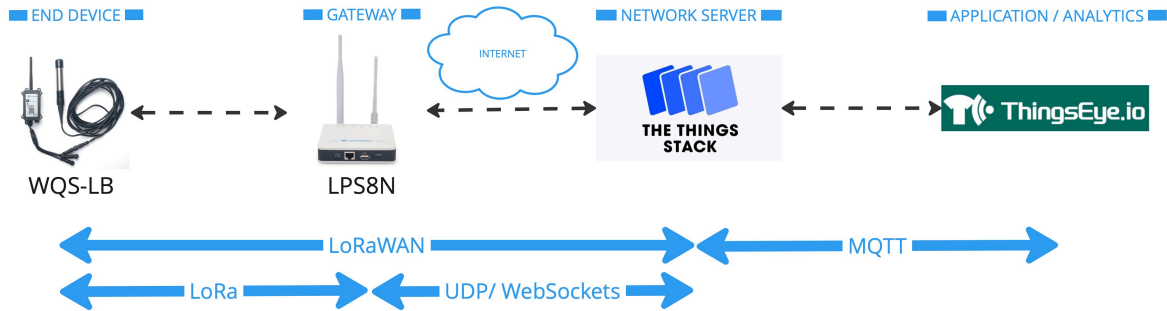 END DEVICE
GATEWAY
NETWORK SERVER
APPLICATION / ANALYTICS
INTERNET
THE THINGS
STACK
ThingsEye.io
WQS-LB
LPS8N
LoRaWAN
MQTT
LoRa
UDP/ WebSockets